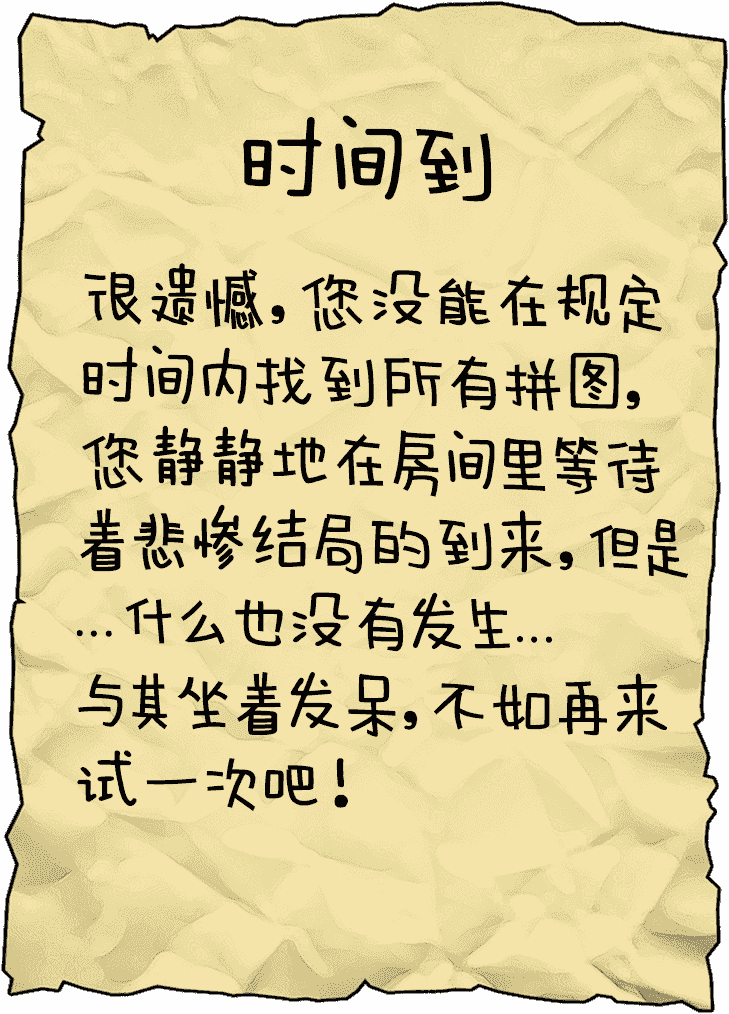 时间到
很遗憾,您没能在规定
时间内找到所有拼图,
您静静地在房间里等待
着悲惨结局的到来,但是
...什么也没有发生...
与其坐着发呆,不如再来
试一次吧!